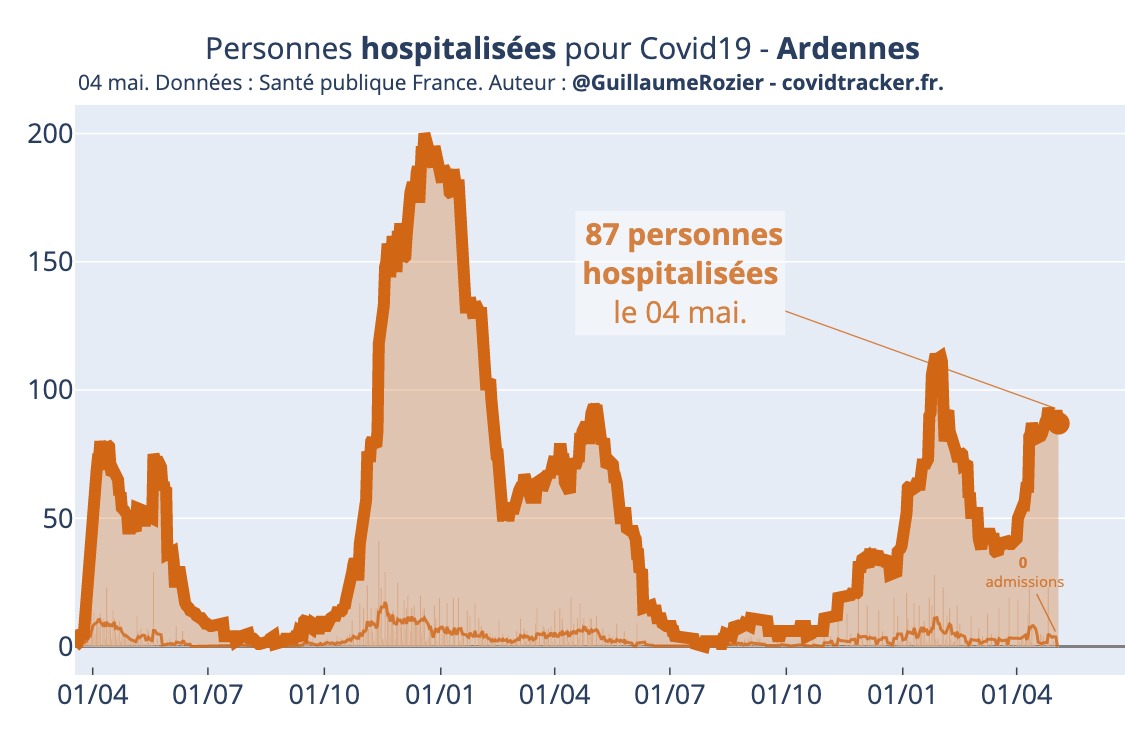 Personnes hospitalisées pour Covid19 - Ardennes
04 mai. Données : Santé publique France. Auteur : @GuillaumeRozier - covidtracker.fr.
200
150
100
50
0
87 personnes
hospitalisées
le 04 mai.
0
admissions
01/04 01/07 01/10 01/01 01/04 01/07 01/10 01/01 01/04